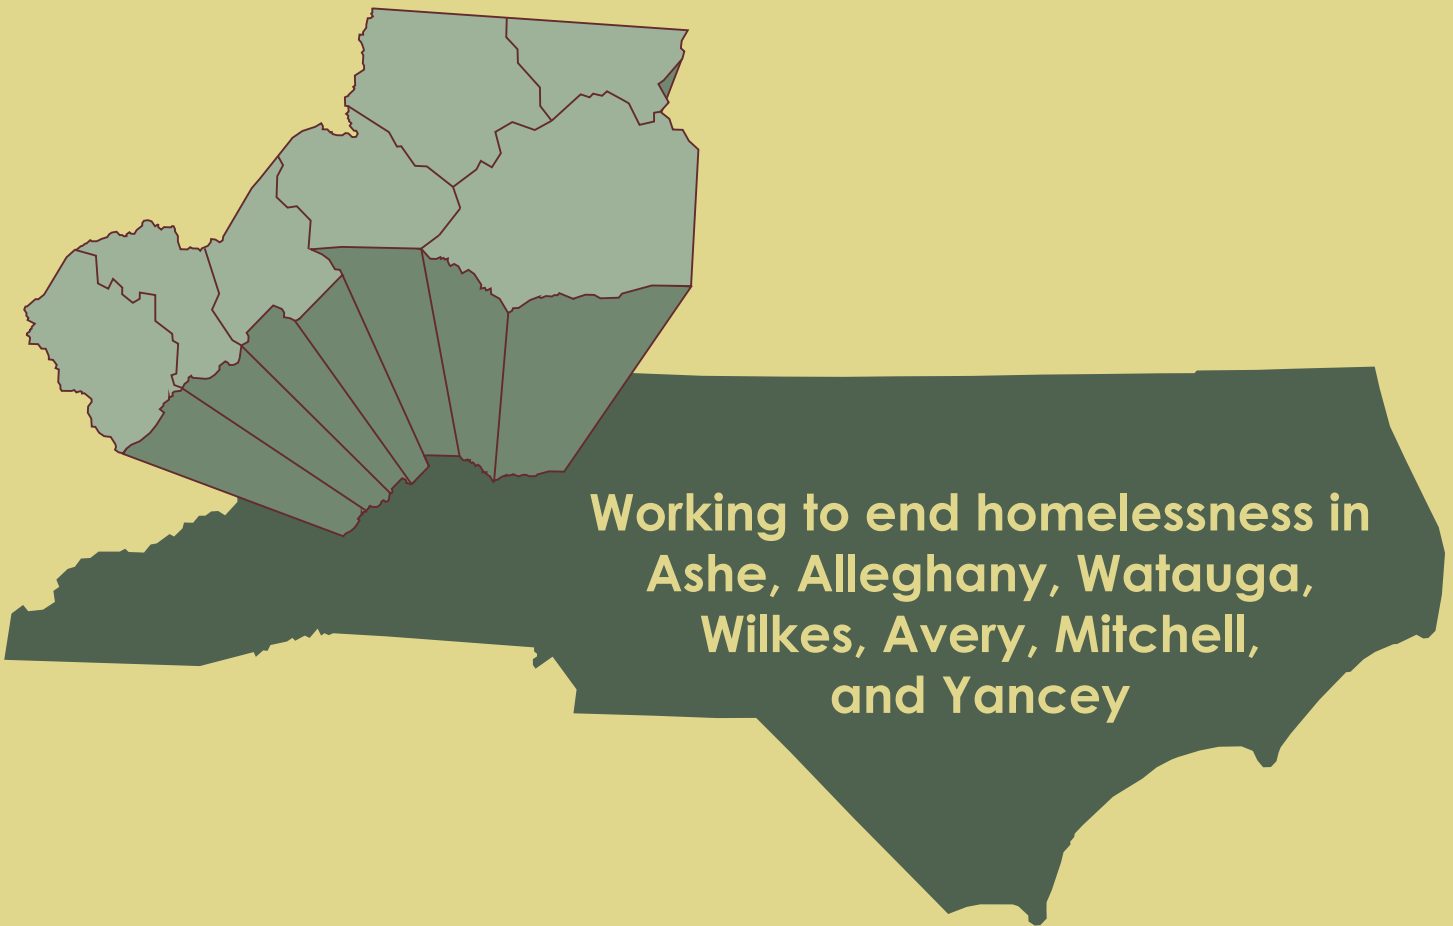 Working to end homelessness in
Ashe, Alleghany, Watauga,
Wilkes, Avery, Mitchell,
and Yancey